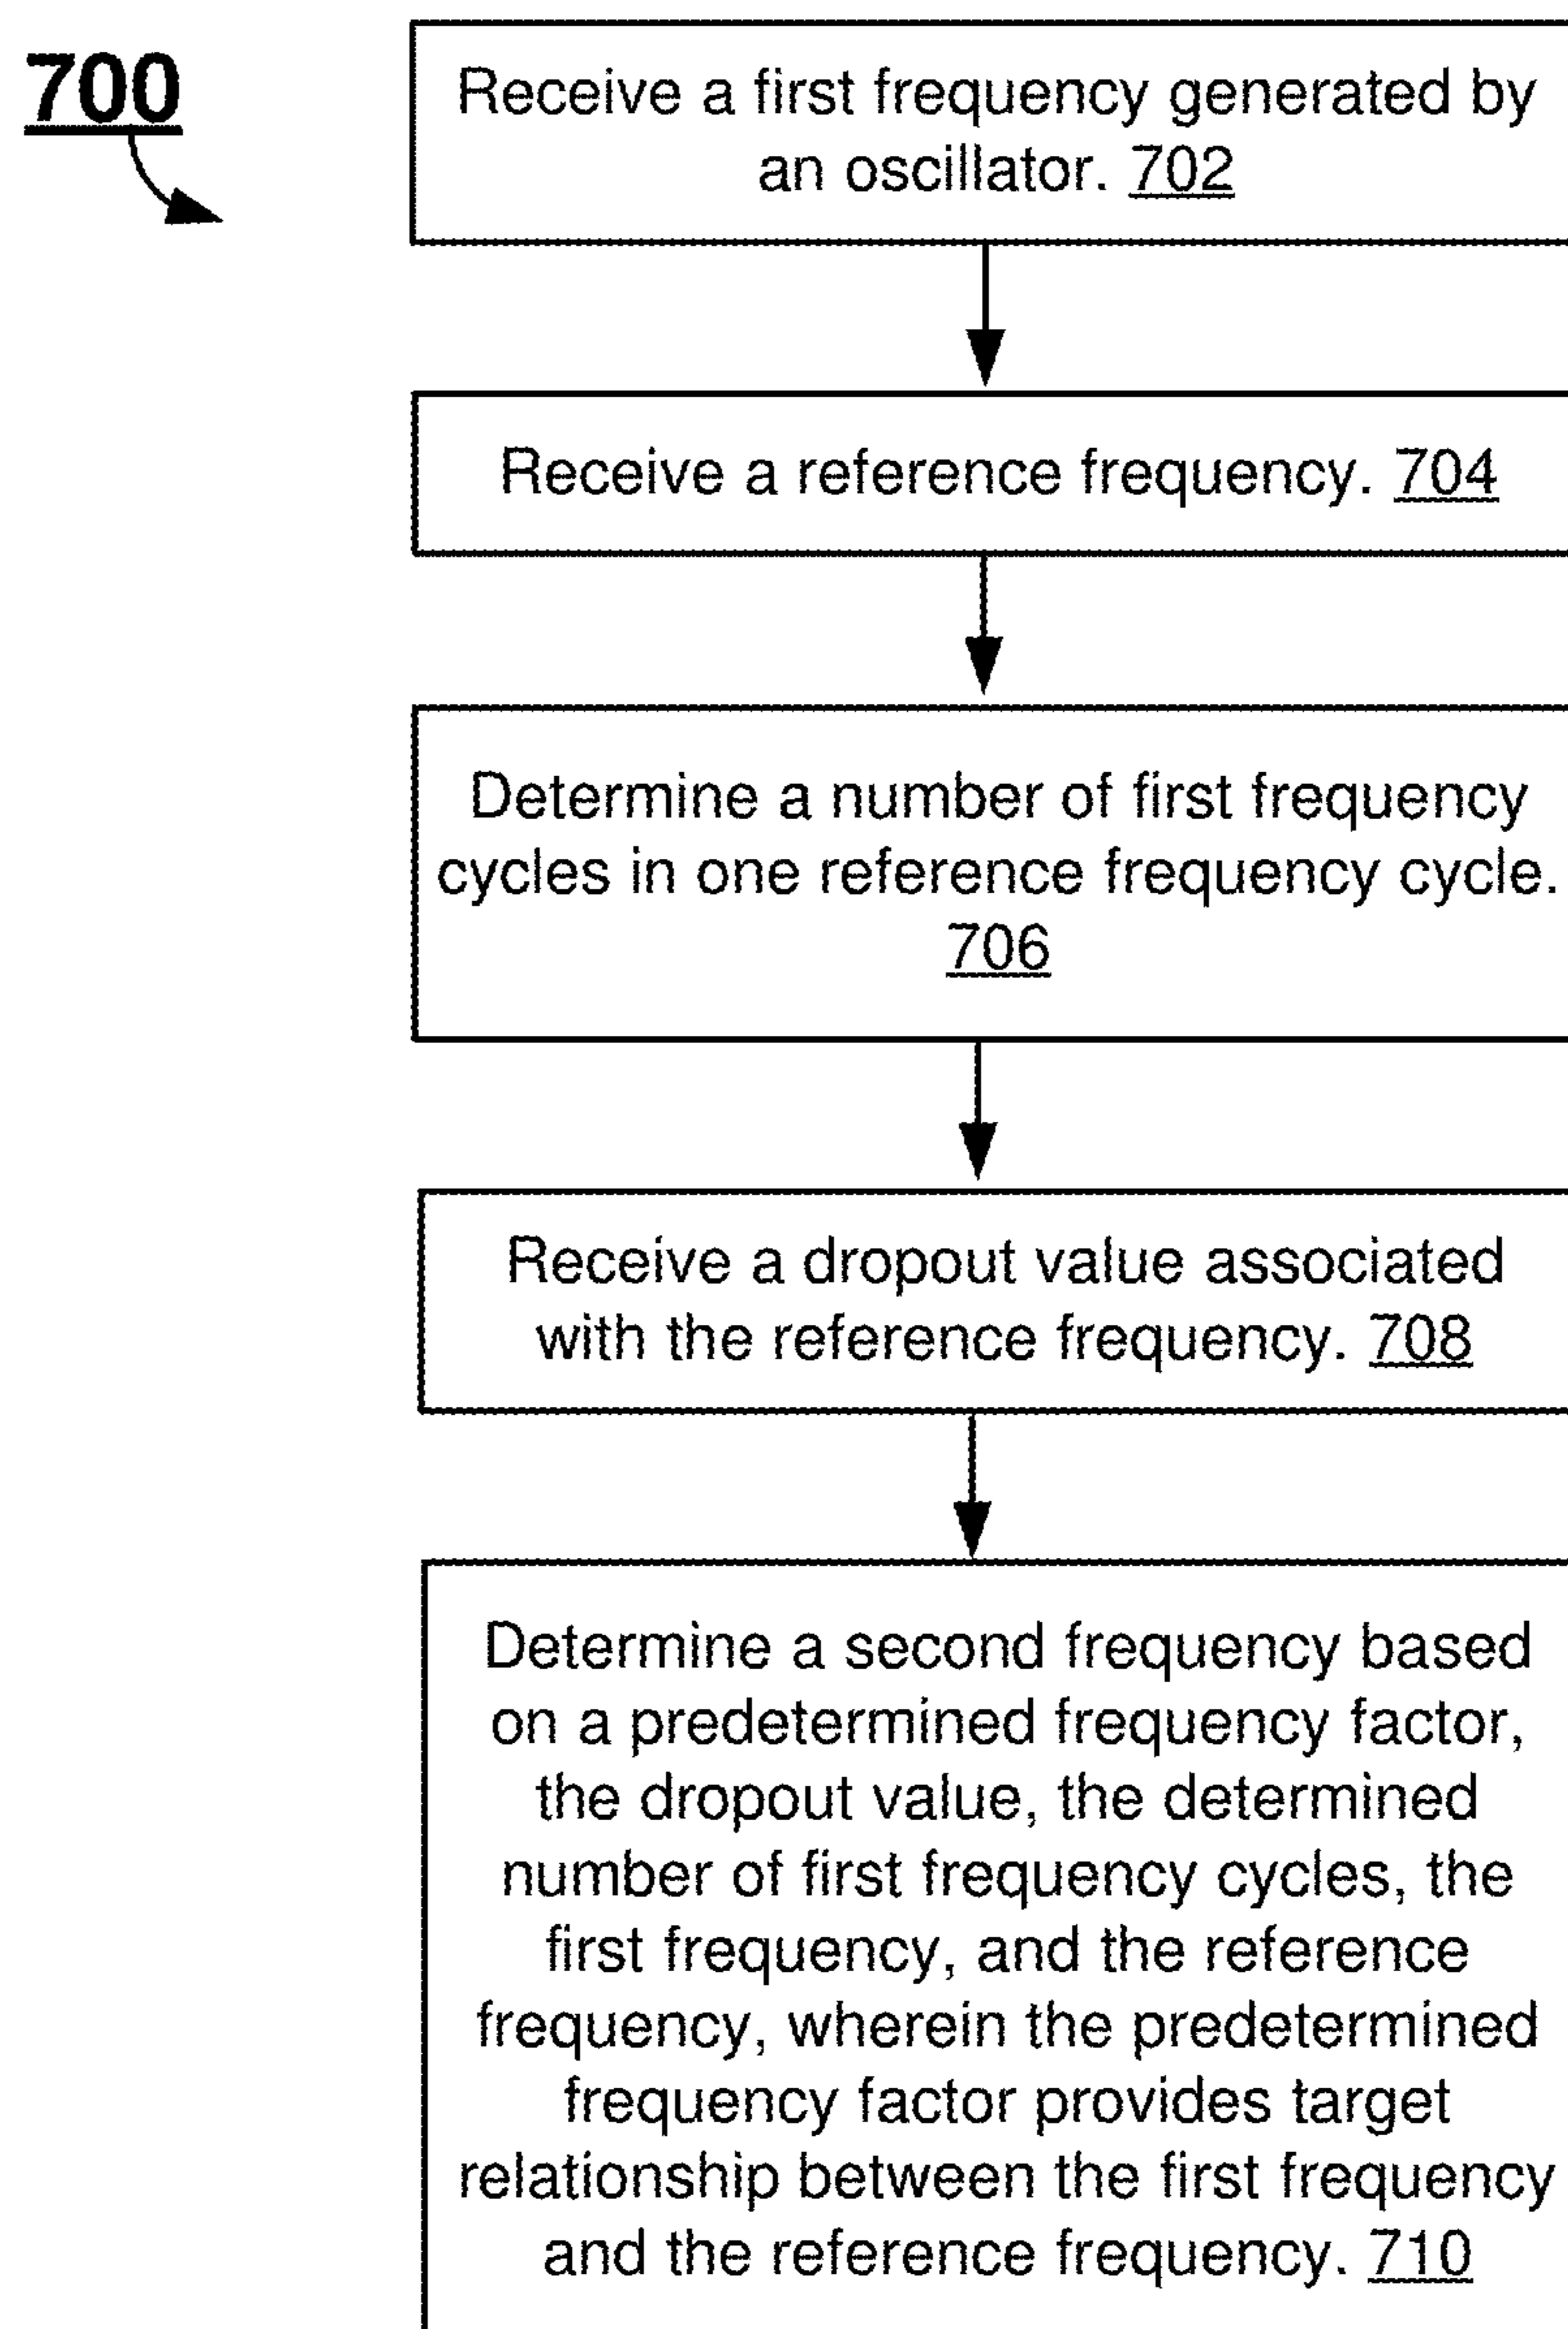 700
Receive a first frequency generated by
an oscillator. 702
Receive a reference frequency. 704
Determine a number of first frequency
cycles in one reference frequency cycle.
706
Receive a dropout value associated
with the reference frequency. 708
Determine a second frequency based
on a predetermined frequency factor,
the dropout value, the determined
number of first frequency cycles, the
first frequency, and the reference
frequency, wherein the predetermined
frequency factor provides target
relationship between the first frequency
and the reference frequency. 710